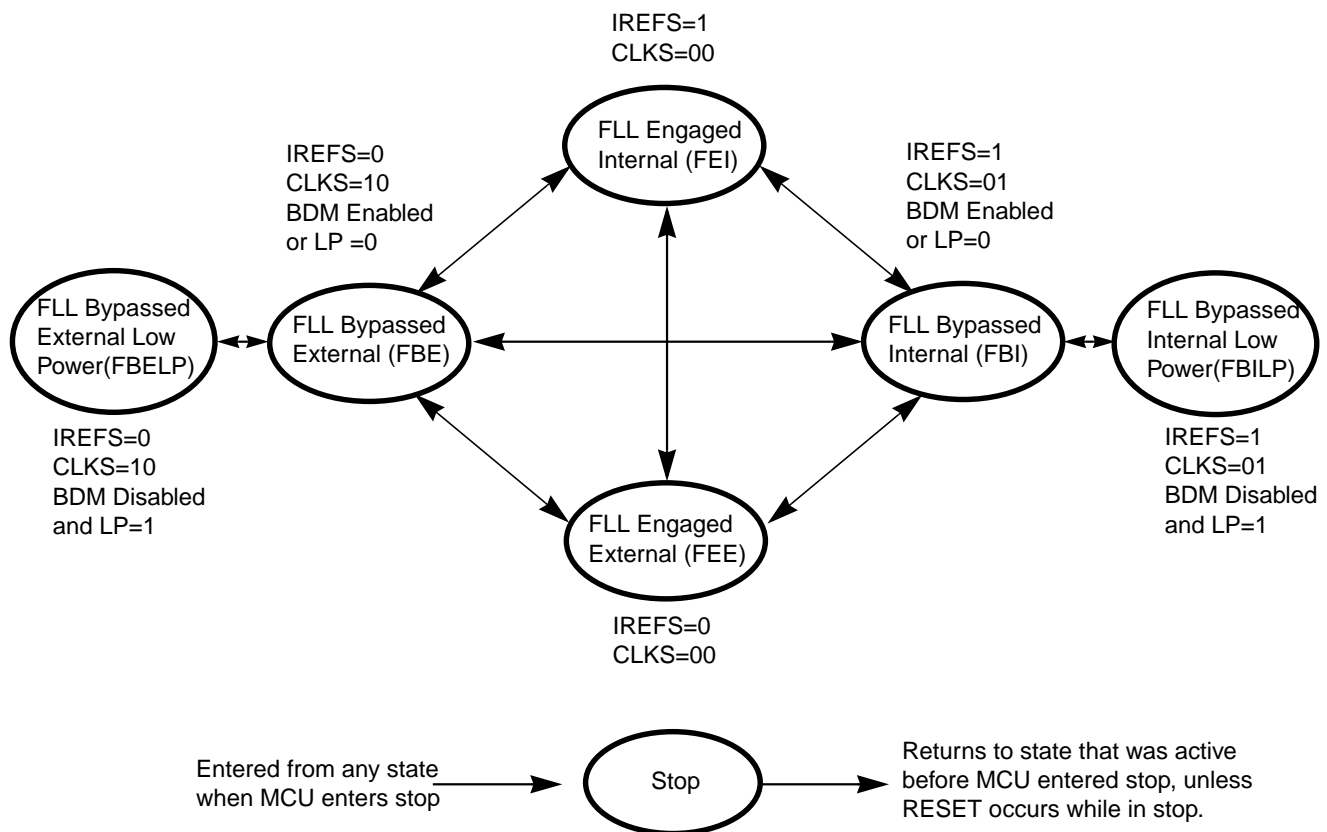 IREFS=1
CLKS=00
FLL Engaged
Internal (FEI)
IREFS=0
CLKS=10
BDM Enabled
or LP =0
IREFS=1
CLKS=01
BDM Enabled
or LP=0
FLL Bypassed
External Low
Power(FBELP)
FLL Bypassed
External (FBE)
FLL Bypassed
Internal (FBI)
FLL Bypassed
Internal Low
Power(FBILP)
IREFS=0
CLKS=10
BDM Disabled
and LP=1
IREFS=1
CLKS=01
BDM Disabled
and LP=1
FLL Engaged
External (FEE)
IREFS=0
CLKS=00
Entered from any state
when MCU enters stop
Stop
Returns to state that was active
before MCU entered stop, unless
RESET occurs while in stop.